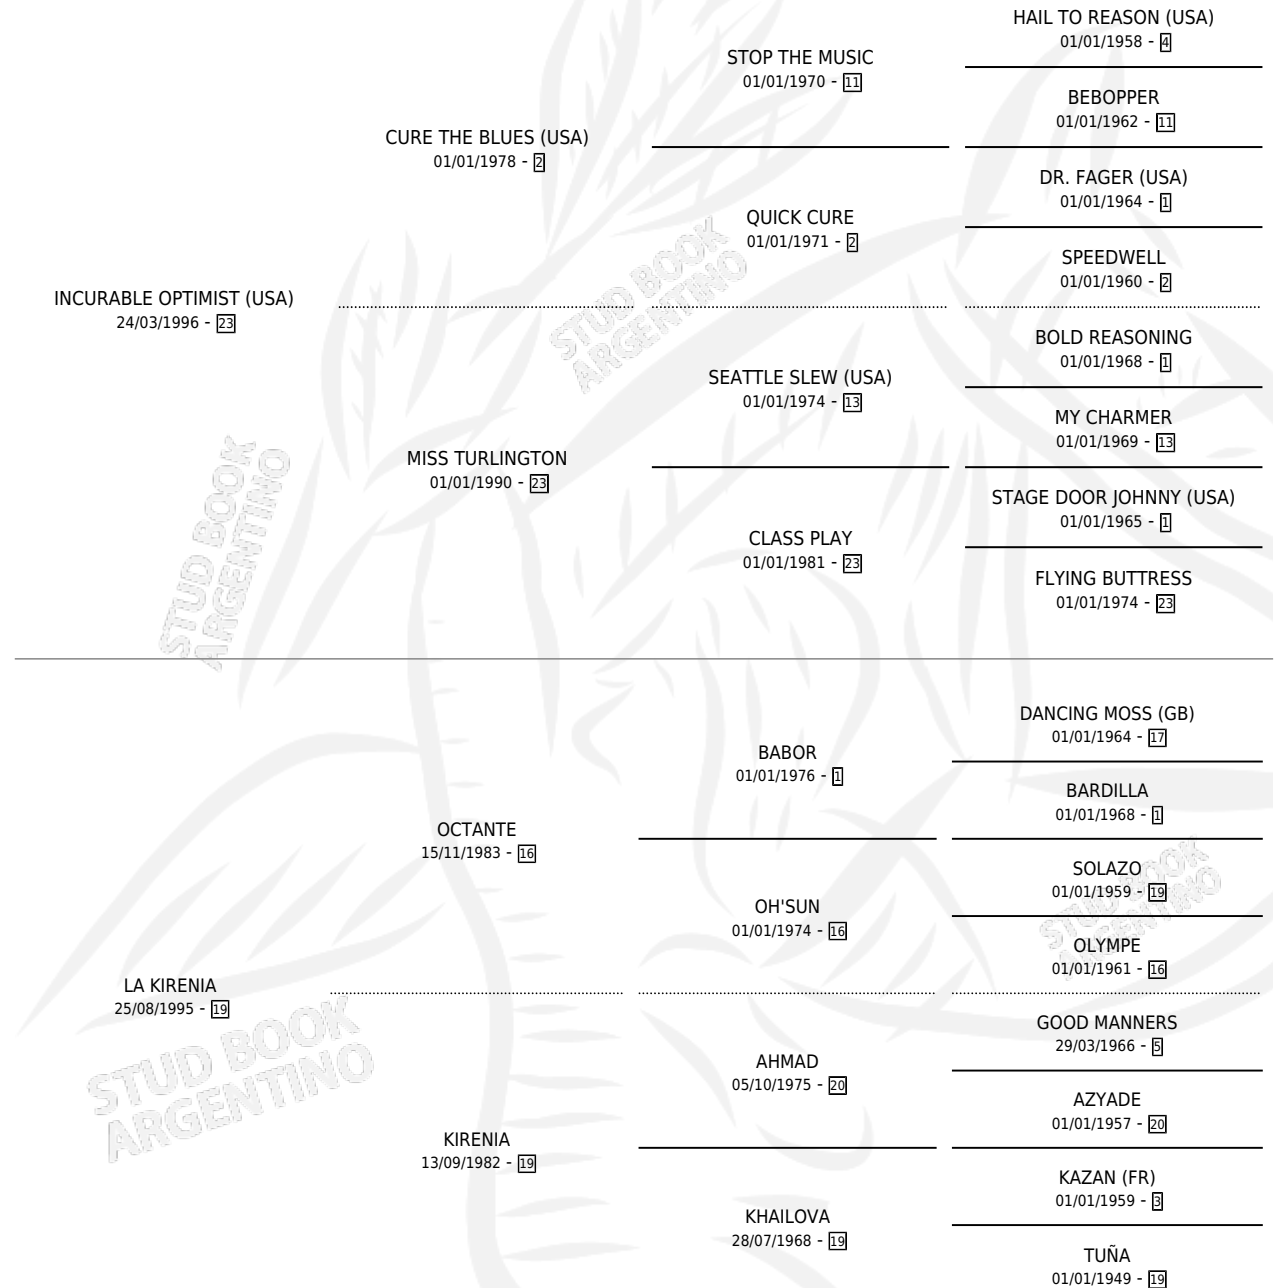 HAIL TO REASON (USA)
01/01/1958 - 4
STOP THE MUSIC
01/01/1970 - 11
BEBOPPER
01/01/1962 - 11
CURE THE BLUES (USA)
01/01/1978 - 2
DR. FAGER (USA)
01/01/1964 - 1
QUICK CURE
01/01/1971 - 2
SPEEDWELL
01/01/1960 - 2
INCURABLE OPTIMIST (USA)
24/03/1996 - 23
BOLD REASONING
01/01/1968 - 1
SEATTLE SLEW (USA)
01/01/1974 - 13
MY CHARMER
01/01/1969 - 13
MISS TURLINGTON
01/01/1990 - 23
STAGE DOOR JOHNNY (USA)
01/01/1965 - 1
CLASS PLAY
01/01/1981 - 23
FLYING BUTTRESS
01/01/1974 - 23
DANCING MOSS (GB)
01/01/1964 - 17
BABOR
01/01/1976 - 1
BARDILLA
01/01/1968 - 1
OCTANTE
15/11/1983 - 16
SOLAZO
01/01/1959 - 19
OH'SUN
01/01/1974 - 16
OLYMPE
01/01/1961 - 16
LA KIRENIA
25/08/1995 - 19
GOOD MANNERS
29/03/1966 - 5
AHMAD
05/10/1975 - 20
AZYADE
01/01/1957 - 20
KIRENIA
13/09/1982 - 19
KAZAN (FR)
01/01/1959 - 3
KHAILOVA
28/07/1968 - 19
TUÑA
01/01/1949 - 19
STUD BOOK
ARGENTINO
STUD BOOK
ARGENTINO
STUD BOOK
ARGENTINO
STUD BOOK
ARGENTINO